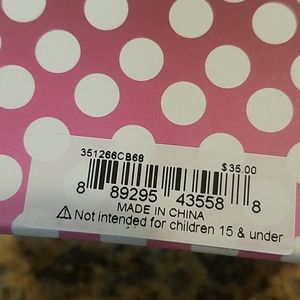 351266CB68 $35.00
8 89295 43558 8
MADE IN CHINA
⚠ Not intended for children 15 & under